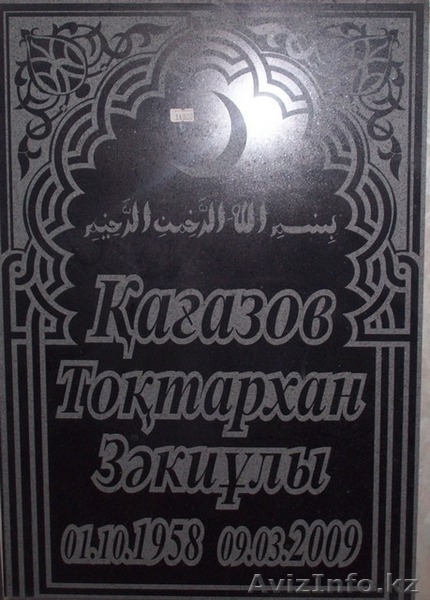 بسم الله الرحمن الرحيم
Қағазов
Тоқтархан
Зәкиұлы
01.10.1958 09.03.2009
AvizInfo.kz